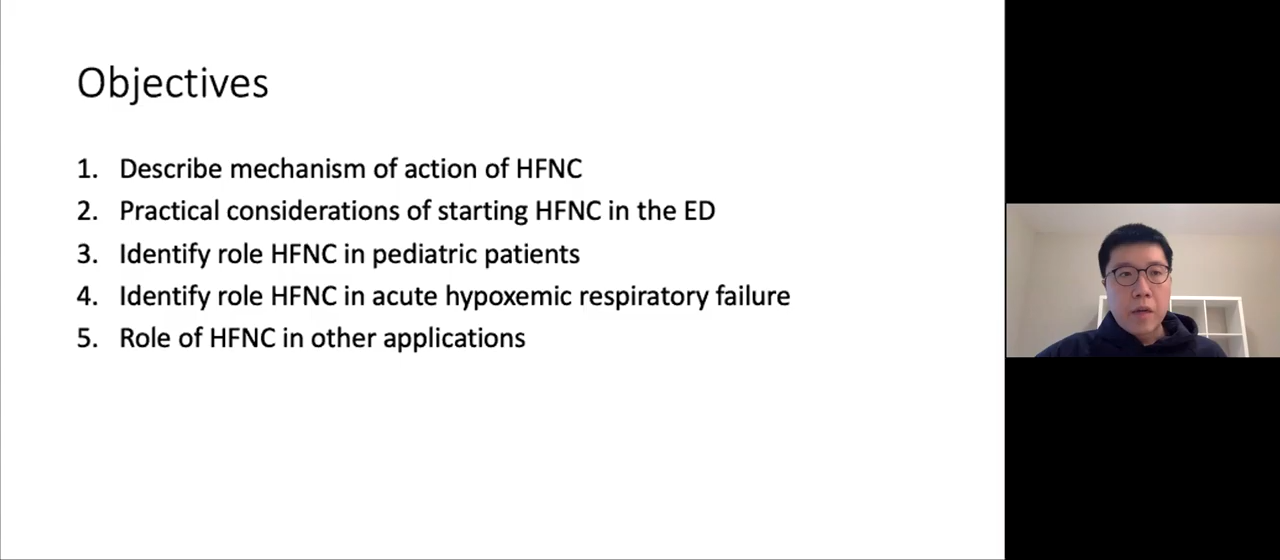 Objectives
1. Describe mechanism of action of HFNC
2. Practical considerations of starting HFNC in the ED
3. Identify role HFNC in pediatric patients
4. Identify role HFNC in acute hypoxemic respiratory failure
5. Role of HFNC in other applications